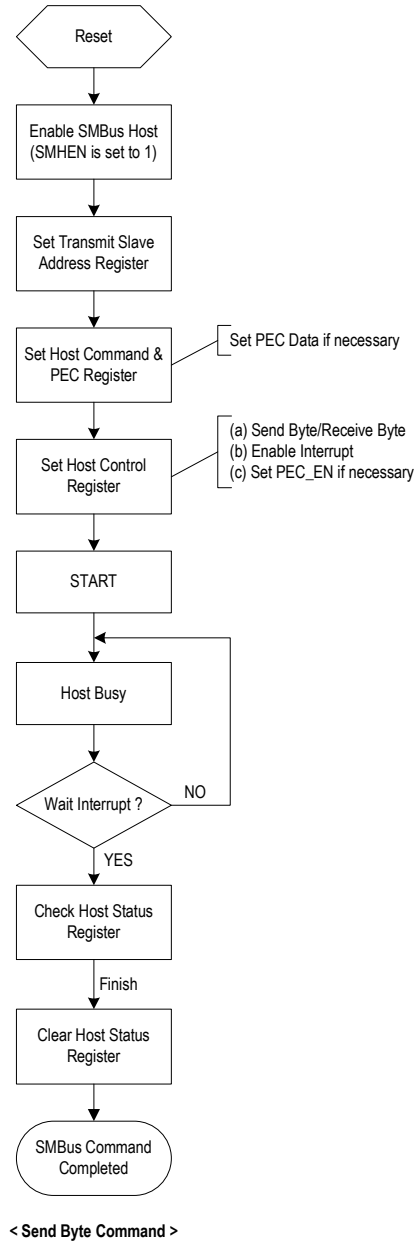 Reset
Enable SMBus Host
(SMHEN is set to 1)
Set Transmit Slave
Address Register
Set Host Command &
PEC Register
Set PEC Data if necessary
Set Host Control
Register
(a) Send Byte/Receive Byte
(b) Enable Interrupt
(c) Set PEC_EN if necessary
START
Host Busy
Wait Interrupt ?
NO
YES
Check Host Status
Register
Finish
Clear Host Status
Register
SMBus Command
Completed
< Send Byte Command >